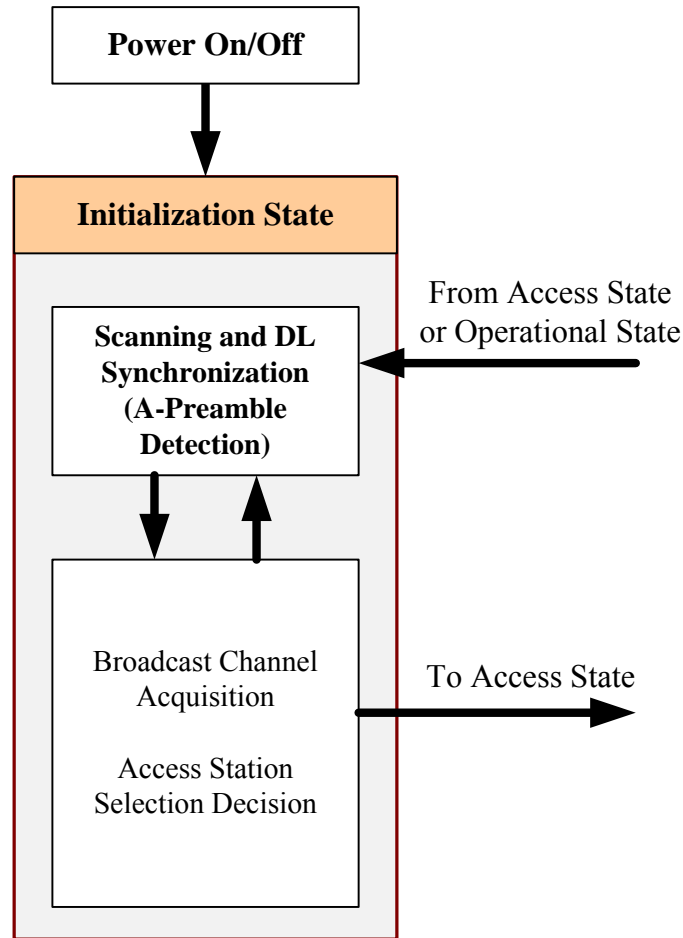 Power On/Off
Initialization State
From Access State
or Operational State
Scanning and DL
Synchronization
(A-Preamble
Detection)
Broadcast Channel
Acquisition
To Access State
Access Station
Selection Decision